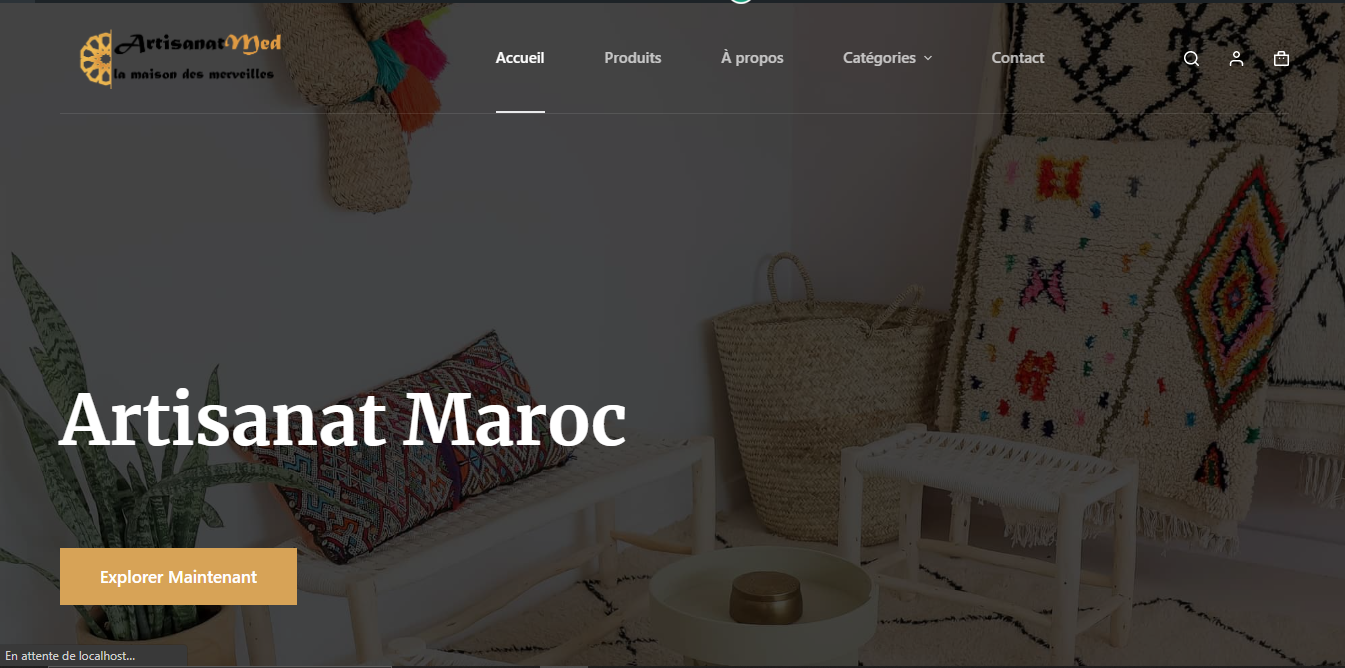 ArtisanatMed
la maison des merveilles
Accueil
Produits
À propos
Catégories
Contact
Artisanat Maroc
Explorer Maintenant
En attente de localhost...